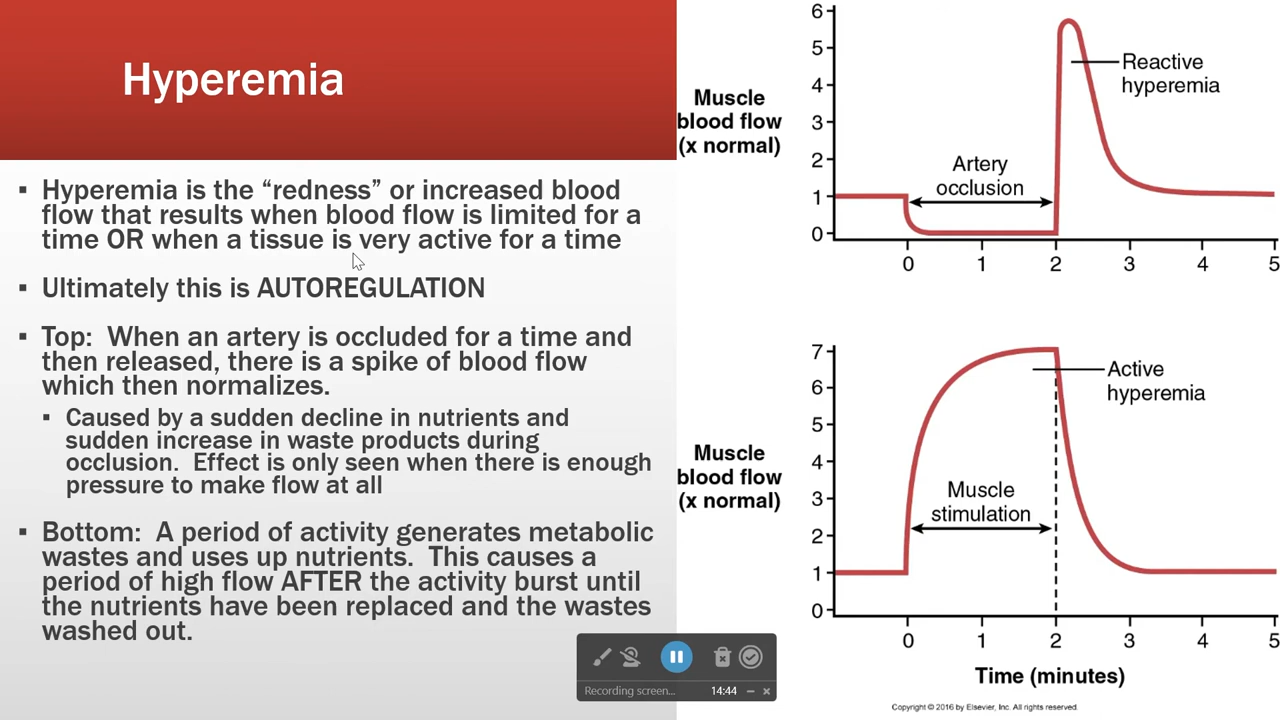 Hyperemia
▪ Hyperemia is the “redness” or increased blood
flow that results when blood flow is limited for a
time OR when a tissue is very active for a time
▪ Ultimately this is AUTOREGULATION
▪ Top: When an artery is occluded for a time and
then released, there is a spike of blood flow
which then normalizes.
▪ Caused by a sudden decline in nutrients and
sudden increase in waste products during
occlusion. Effect is only seen when there is enough
pressure to make flow at all
▪ Bottom: A period of activity generates metabolic
wastes and uses up nutrients. This causes a
period of high flow AFTER the activity burst until
the nutrients have been replaced and the wastes
washed out.
Muscle
blood flow
(x normal)
6
5
4
3
2
1
0
Reactive
hyperemia
Artery
occlusion
0 1 2 3 4 5
Muscle
blood flow
(x normal)
7
6
5
4
3
2
1
0
Active
hyperemia
Muscle
stimulation
0 1 2 3 4 5
Time (minutes)
Copyright © 2016 by Elsevier, Inc. All rights reserved.
Recording screen... 14:44